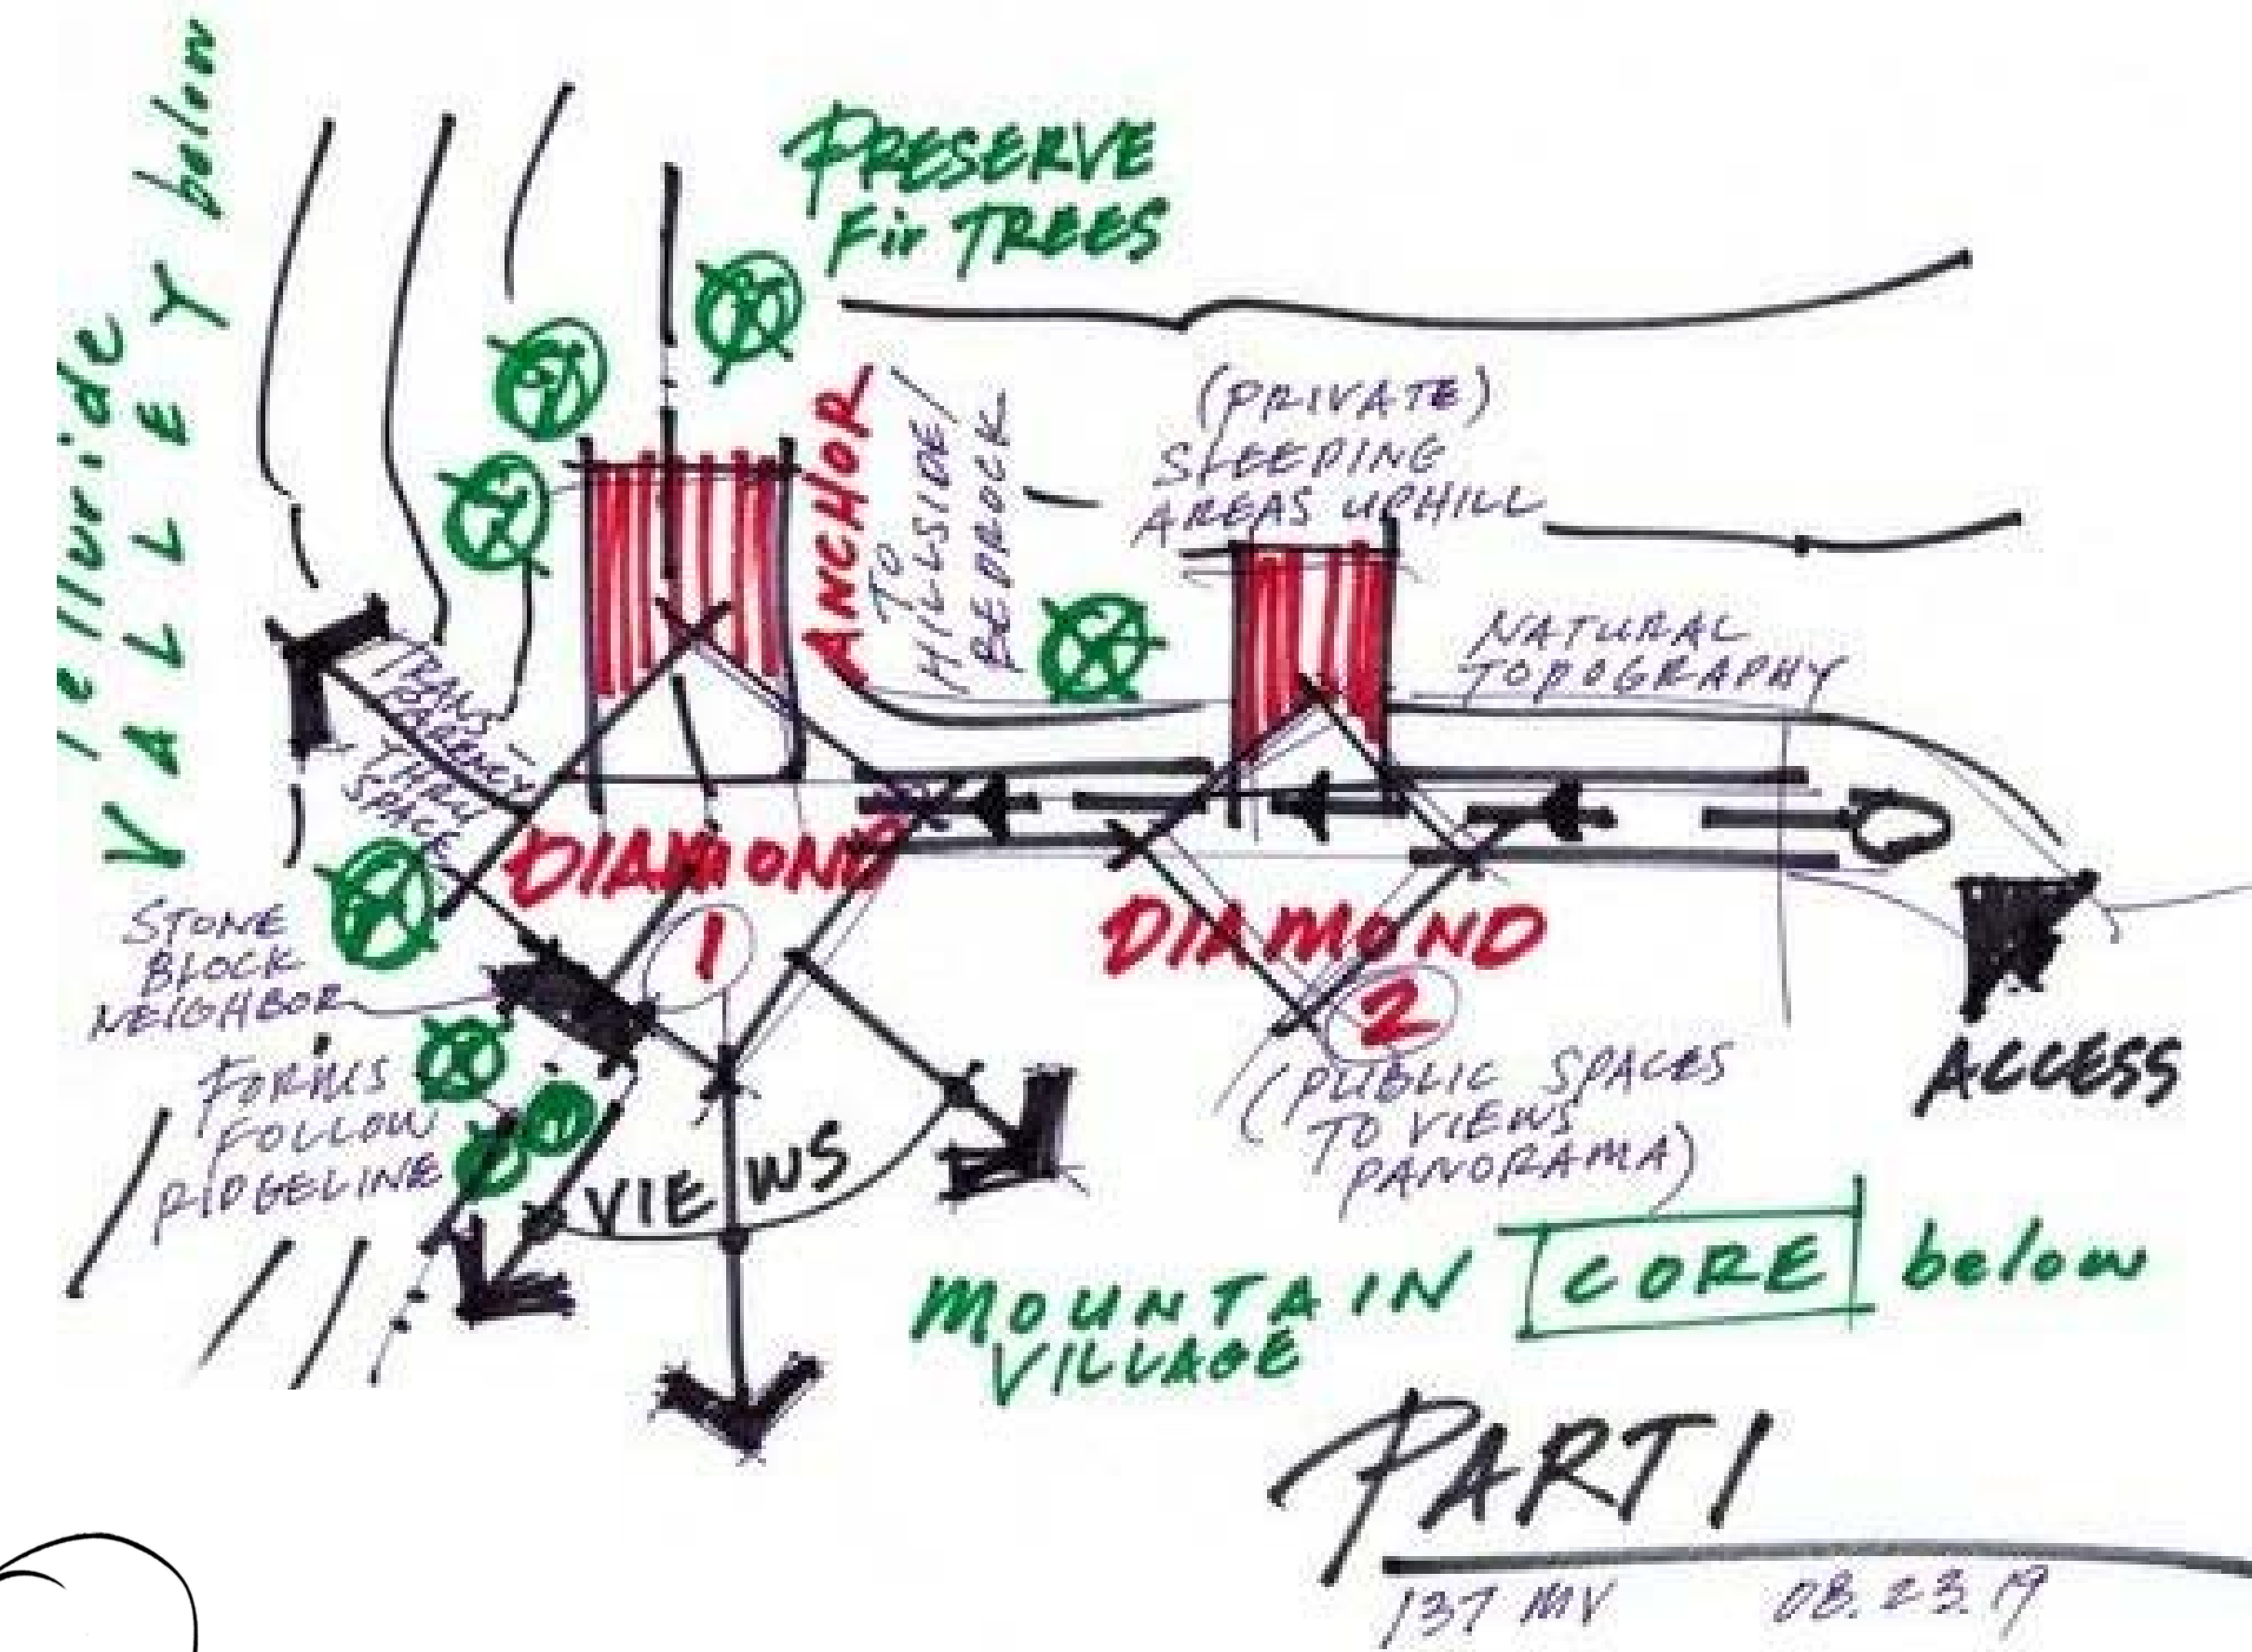 Telluride
VALLEY below
PRESERVE
Fir TREES
ANCHOR
TO
HILLSIDE/
BEDROCK
(PRIVATE)
SLEEPING
AREAS UPHILL
NATURAL
TOPOGRAPHY
TRANS-
PARENCY
THRU
SPACE
DIAMOND
1
DIAMOND
2
STONE
BLOCK
NEIGHBOR
FORMS
FOLLOW
RIDGELINE
VIEWS
(PUBLIC SPACES
TO VIEWS
PANORAMA)
ACCESS
MOUNTAIN CORE below
VILLAGE
PARTI
137 MV 08.23.19